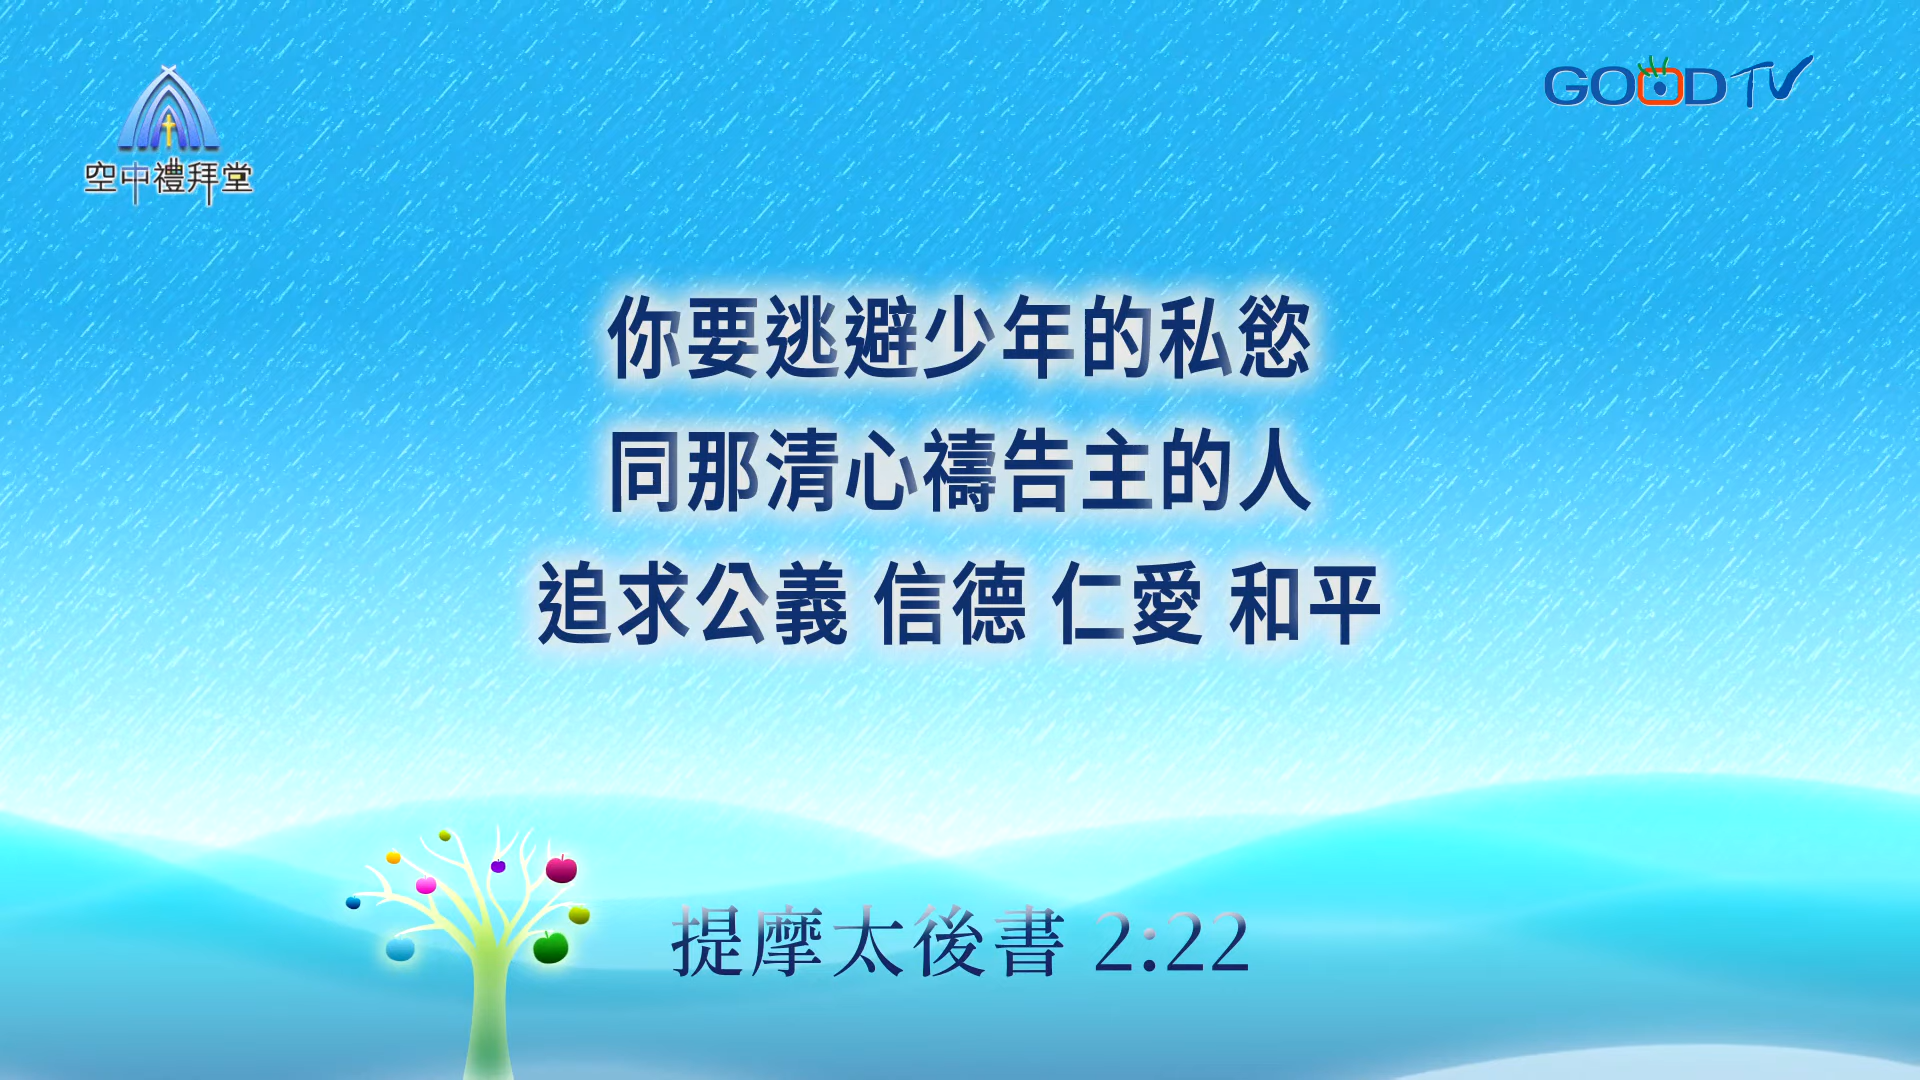 空中禮拜堂
GOOD TV
你要逃避少年的私慾
同那清心禱告主的人
追求公義 信德 仁愛 和平
提摩太後書 2:22